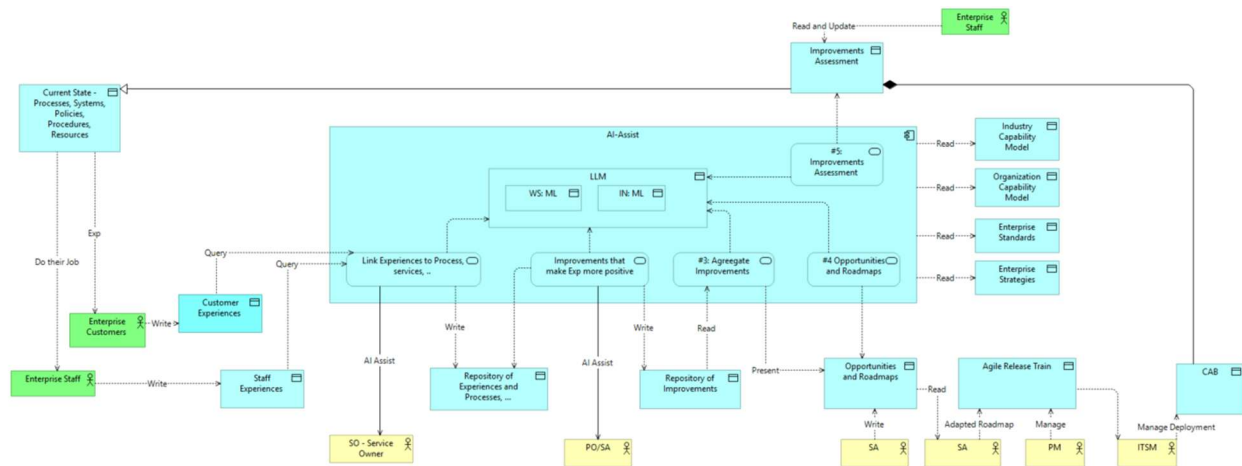 Enterprise
Staff
Read and Update
Improvements
Assessment
Current State -
Processes, Systems,
Policies,
Procedures,
Resources
AI-Assist
#5:
Improvements
Assessment
Industry
Capability
Model
Read
LLM
WS: ML
IN: ML
Organization
Capability
Model
Read
Exp
Enterprise
Standards
Read
Do their Job
Query
Query
Link Experiences to Process,
services, ..
Improvements that
make Exp more positive
#3: Agreegate
Improvements
#4 Opportunities
and Roadmaps
Enterprise
Strategies
Read
Customer
Experiences
Enterprise
Customers
Write
Write
Write
Read
AI Assist
AI Assist
Present
Enterprise Staff
Write
Staff
Experiences
Repository of
Experiences and
Processes, ...
Repository of
Improvements
Opportunities
and Roadmaps
Read
Agile Release Train
CAB
Write
Adapted Roadmap
Manage
Manage Deployment
SO - Service
Owner
PO/SA
SA
SA
PM
ITSM